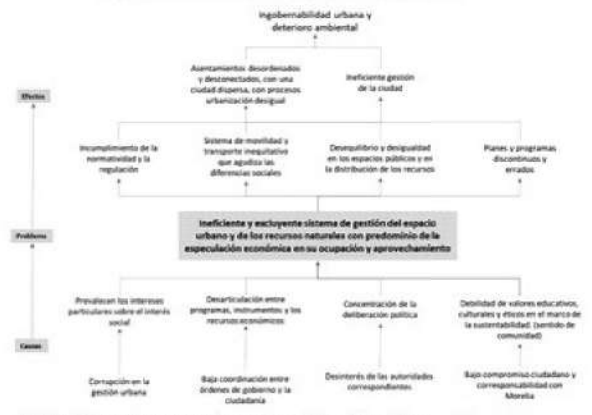 Ingobernabilidad urbana y
deterioro ambiental
Asentamientos desordenados
y desconectados, con una
ciudad dispersa, con procesos
urbanización desigual
Ineficiente gestión
de la ciudad
Efectos
Incumplimiento de la
normatividad y la
regulación
Sistema de movilidad y
transporte inequitativo
que agudiza las
diferencias sociales
Desequilibrio y desigualdad
en los espacios públicos y en
la distribución de los recursos
Planes y programas
discontinuos y
errados
Problema
Ineficiente y excluyente sistema de gestión del espacio
urbano y de los recursos naturales con predominio de la
especulación económica en su ocupación y aprovechamiento
Prevalecen los intereses
particulares sobre el interés
social
Desarticulación entre
programas, instrumentos y los
recursos económicos
Concentración de la
deliberación política
Debilidad de valores educativos,
culturales y éticos en el marco de
la sustentabilidad. (sentido de
comunidad)
Causas
Corrupción en la
gestión urbana
Baja coordinación entre
órdenes de gobierno y la
ciudadanía
Desinterés de las autoridades
correspondientes
Bajo compromiso ciudadano y
corresponsabilidad con
Morelia